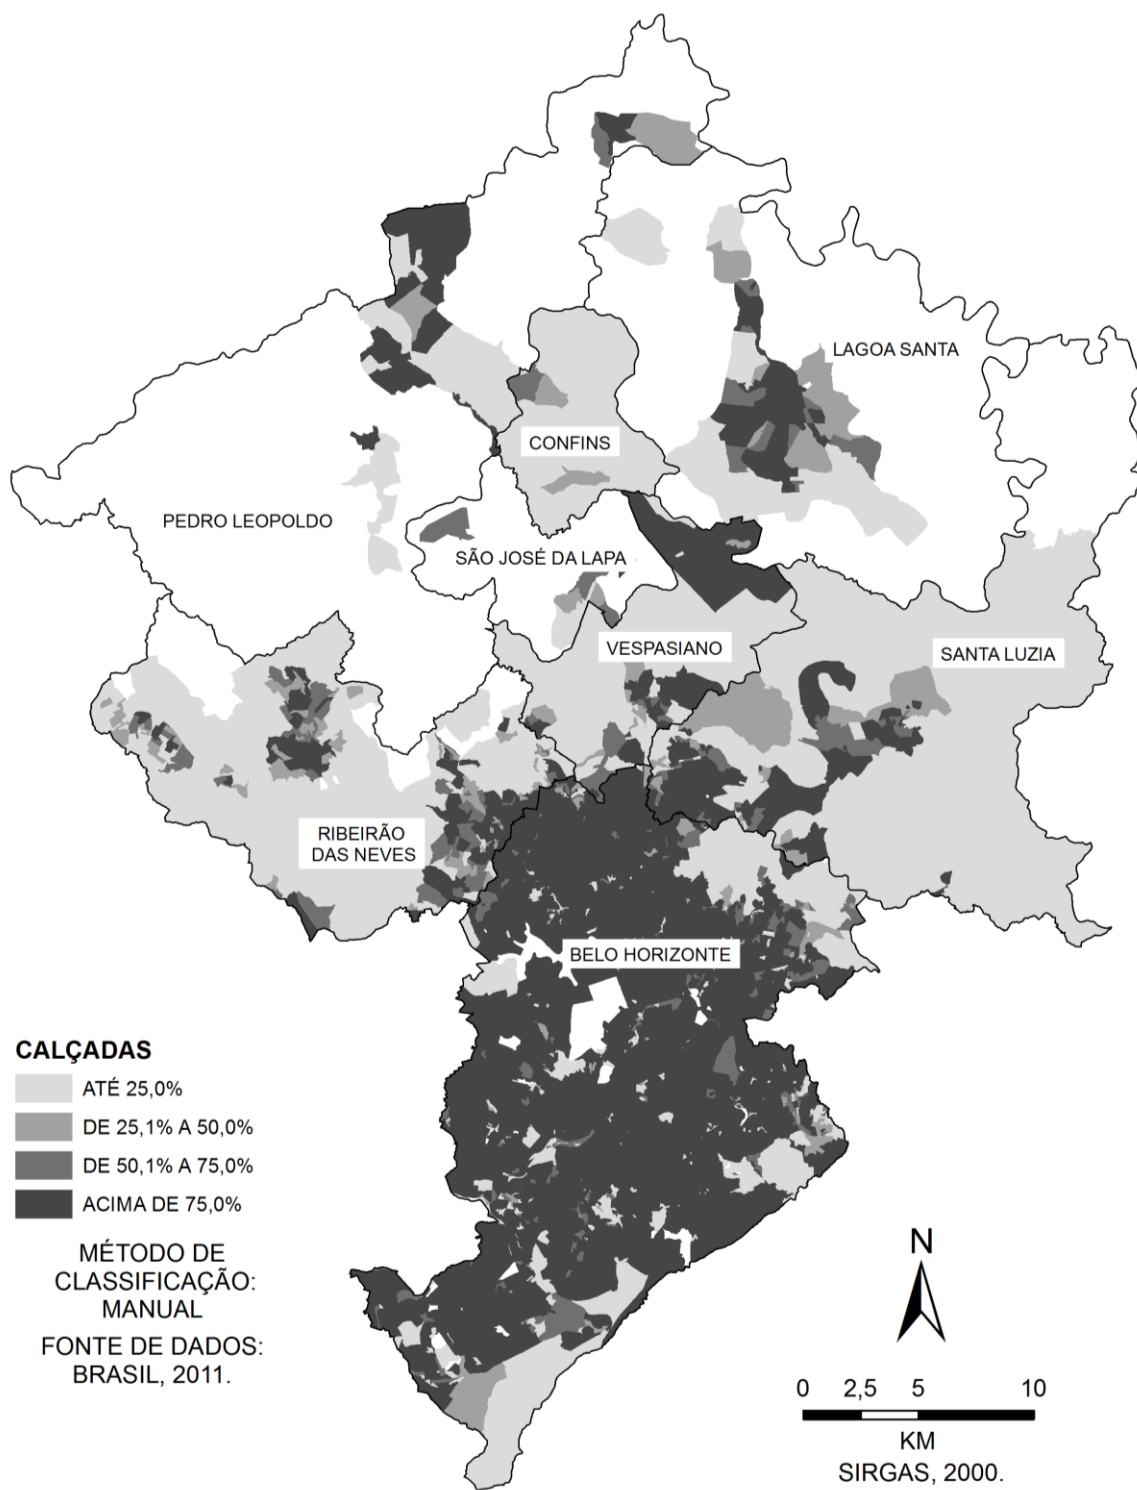 LAGOA SANTA
CONFINS
PEDRO LEOPOLDO
SÃO JOSÉ DA LAPA
VESPASIANO
SANTA LUZIA
RIBEIRÃO
DAS NEVES
BELO HORIZONTE
CALÇADAS
ATÉ 25,0%
DE 25,1% A 50,0%
DE 50,1% A 75,0%
ACIMA DE 75,0%
MÉTODO DE
CLASSIFICAÇÃO:
MANUAL
FONTE DE DADOS:
BRASIL, 2011.
N
0 2,5 5 10
KM
SIRGAS, 2000.